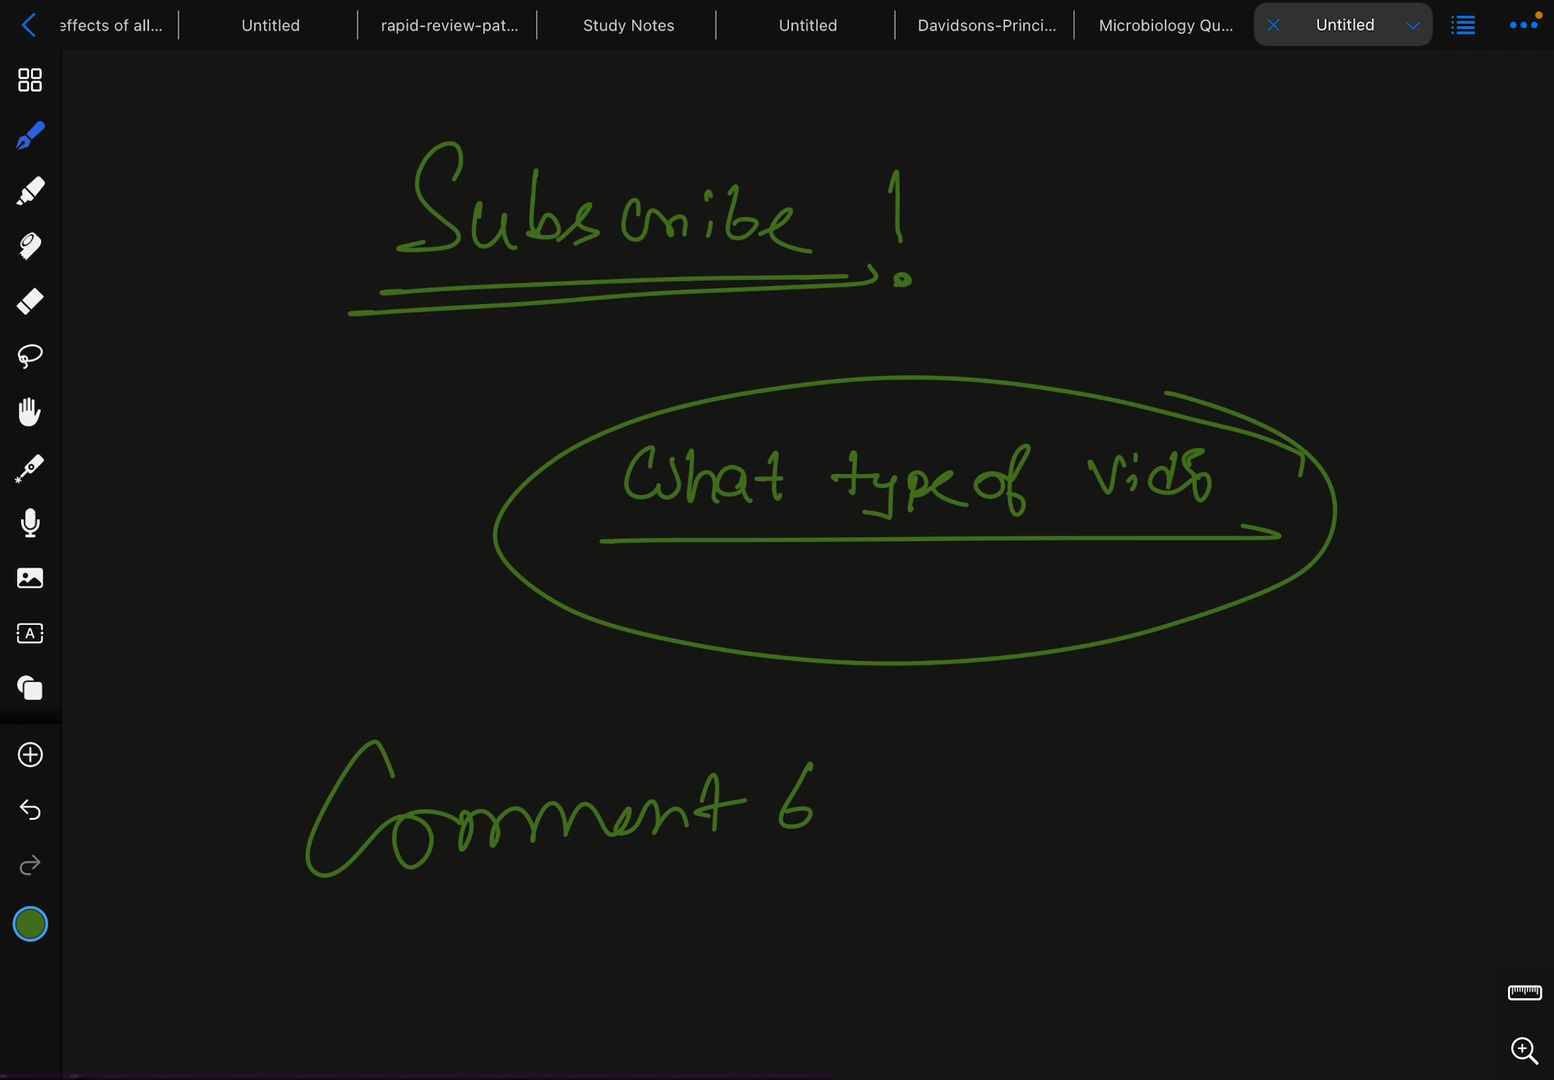 effects of all... Untitled rapid-review-pat... Study Notes Untitled Davidsons-Princi... Microbiology Qu... Untitled
Subscribe !
What type of vids
Comment